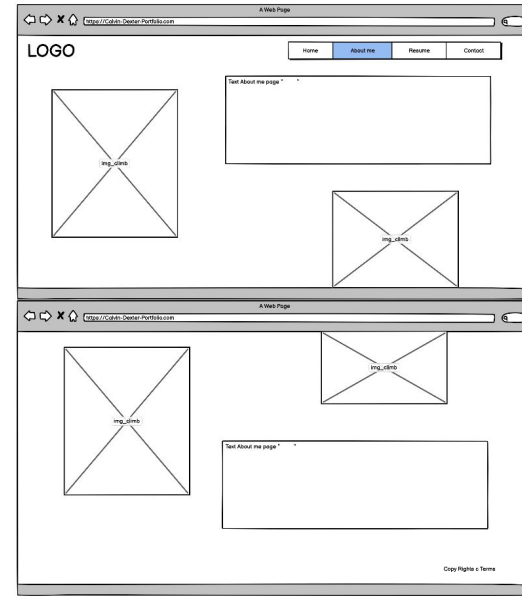 A Web Page
https://Calvin-Dexter-Portfolio.com
LOGO
Home About me Resume Contact
Text About me page " "
img_climb
img_climb
A Web Page
https://Calvin-Dexter-Portfolio.com
img_climb
img_climb
Text About me page " "
Copy Rights c Terms